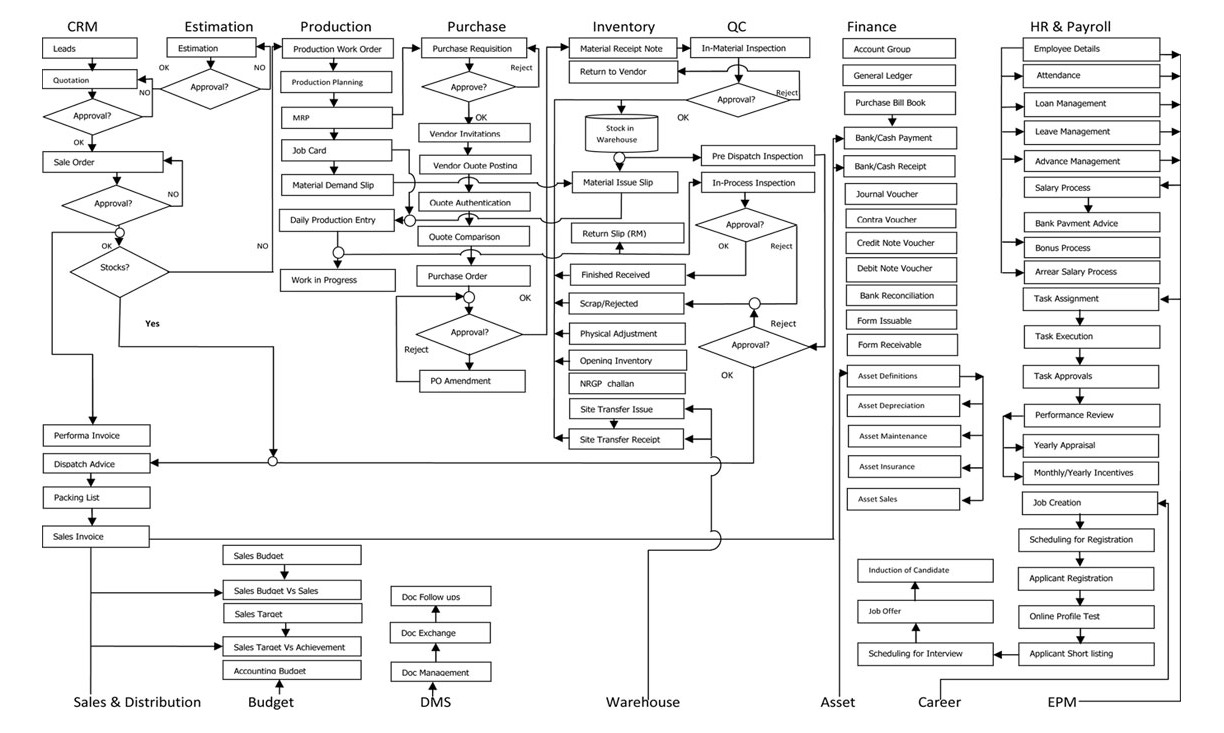 CRM
Estimation
Production
Purchase
Inventory
QC
Finance
HR & Payroll
Leads
Quotation
NO
Approval?
OK
Sale Order
NO
Approval?
OK
Stocks?
NO
Yes
Performa Invoice
Dispatch Advice
Packing List
Sales Invoice
Estimation
OK
NO
Approval?
Production Work Order
Production Planning
MRP
Job Card
Material Demand Slip
Daily Production Entry
Work in Progress
Purchase Requisition
Reject
Approve?
OK
Vendor Invitations
Vendor Quote Posting
Quote Authentication
Quote Comparison
Purchase Order
OK
Approval?
Reject
PO Amendment
Material Receipt Note
Return to Vendor
OK
Stock in
Warehouse
Material Issue Slip
Return Slip (RM)
Finished Received
Scrap/Rejected
Physical Adjustment
Opening Inventory
NRGP challan
Site Transfer Issue
Site Transfer Receipt
In-Material Inspection
Reject
Approval?
Pre Dispatch Inspection
In-Process Inspection
Approval?
OK
Reject
Reject
Approval?
OK
Account Group
General Ledger
Purchase Bill Book
Bank/Cash Payment
Bank/Cash Receipt
Journal Voucher
Contra Voucher
Credit Note Voucher
Debit Note Voucher
Bank Reconciliation
Form Issuable
Form Receivable
Asset Definitions
Asset Depreciation
Asset Maintenance
Asset Insurance
Asset Sales
Employee Details
Attendance
Loan Management
Leave Management
Advance Management
Salary Process
Bank Payment Advice
Bonus Process
Arrear Salary Process
Task Assignment
Task Execution
Task Approvals
Performance Review
Yearly Appraisal
Monthly/Yearly Incentives
Job Creation
Scheduling for Registration
Applicant Registration
Online Profile Test
Applicant Short listing
Induction of Candidate
Job Offer
Scheduling for Interview
Sales Budget
Sales Budget Vs Sales
Sales Target
Sales Target Vs Achievement
Accounting Budget
Doc Follow ups
Doc Exchange
Doc Management
Sales & Distribution
Budget
DMS
Warehouse
Asset
Career
EPM